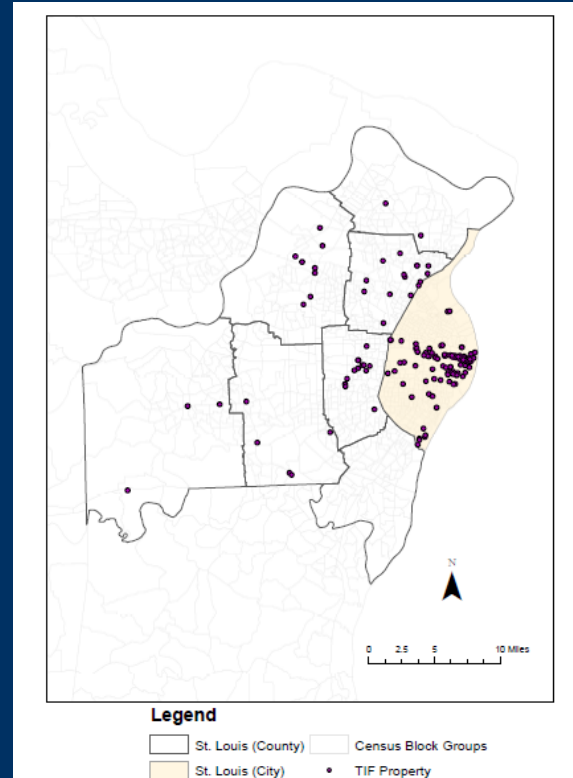 N
0 2.5 5 10 Miles
Legend
St. Louis (County) Census Block Groups
St. Louis (City) TIF Property